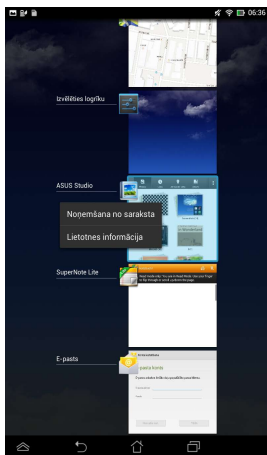 06:36
Izvēlēties logrīku
ASUS Studio
Noņemšana no saraksta
Lietotnes informācija
SuperNote Lite
E-pasts